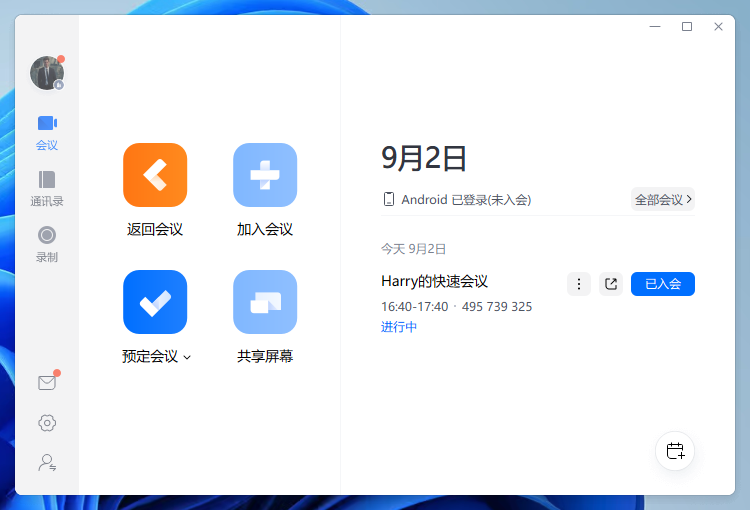 会议
通讯录
录制
返回会议
加入会议
预定会议
共享屏幕
9月2日
Android 已登录(未入会)
全部会议
今天 9月2日
Harry的快速会议
已入会
16:40-17:40 · 495 739 325
进行中